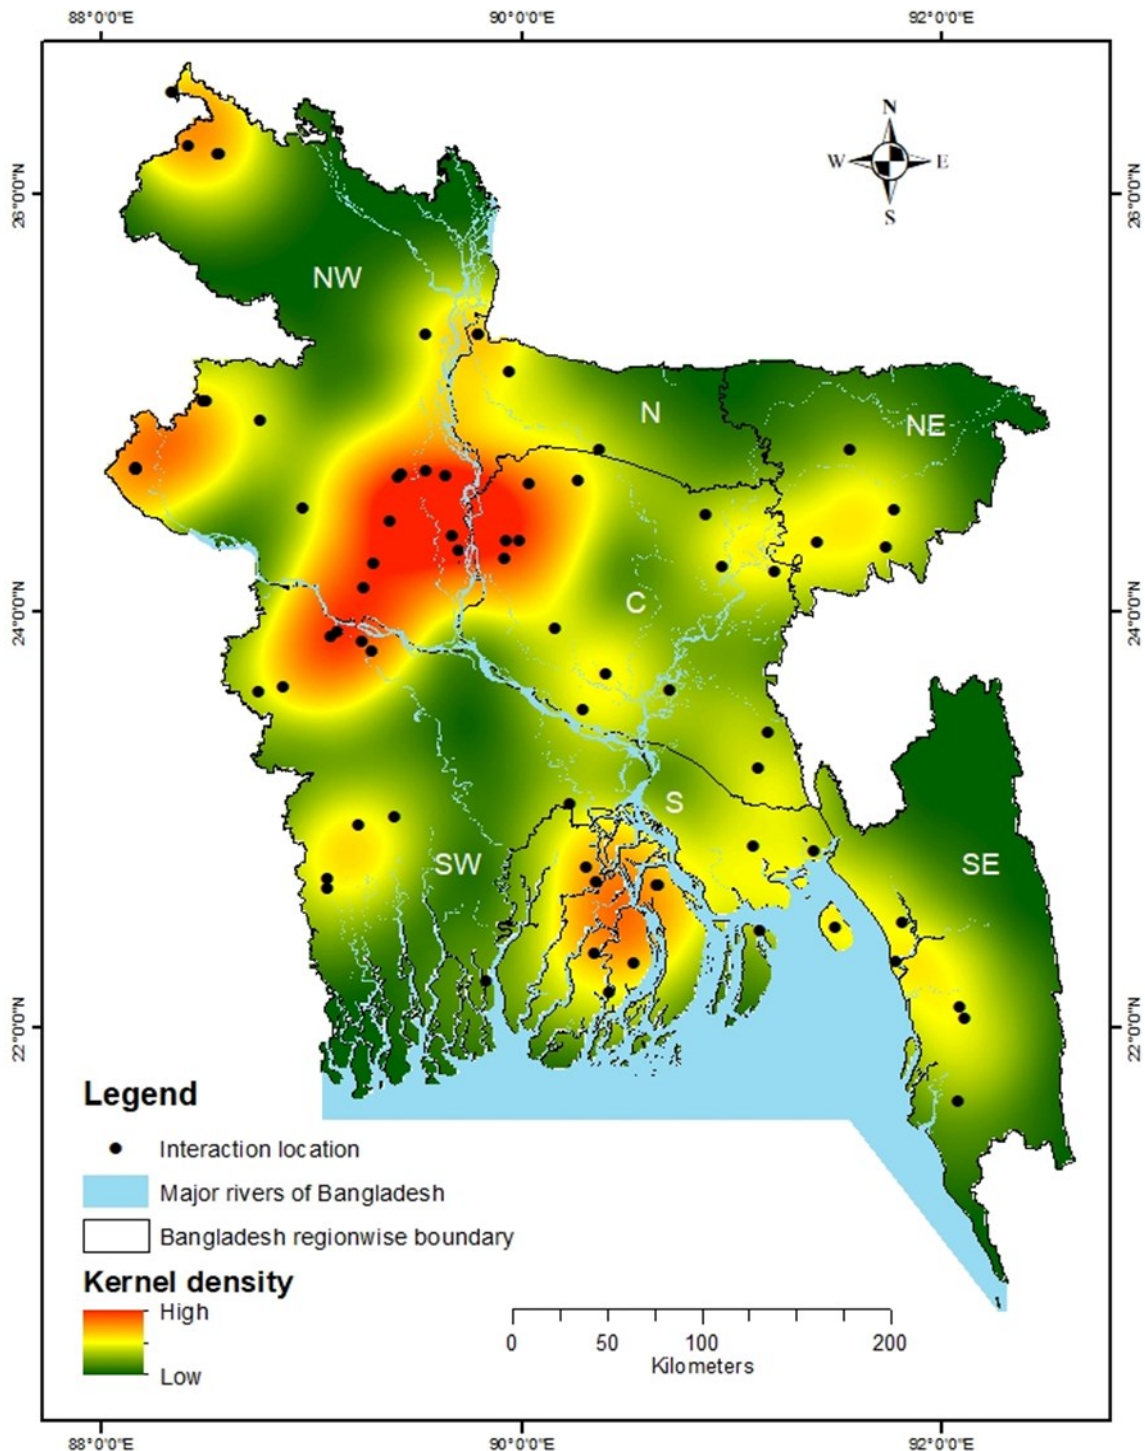 88°0'0"E 90°0'0"E 92°0'0"E
N
W E
S
26°0'0"N 26°0'0"N
NW
N
NE
24°0'0"N 24°0'0"N
C
S
SW
SE
22°0'0"N 22°0'0"N
Legend
Interaction location
Major rivers of Bangladesh
Bangladesh regionwise boundary
Kernel density
High
Low
0 50 100 200
Kilometers
88°0'0"E 90°0'0"E 92°0'0"E